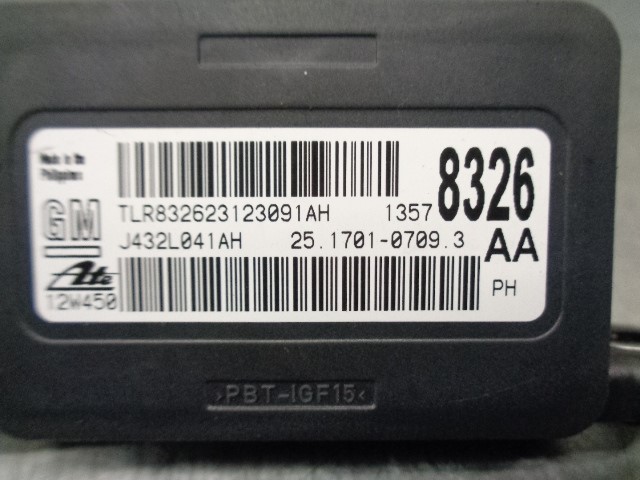 Made in the
Philippines
GM
TLR832623123091AH 1357 8326
J432L041AH 25.1701-0709.3 AA
Ate
12W450
PH
>PBT-IGF15<